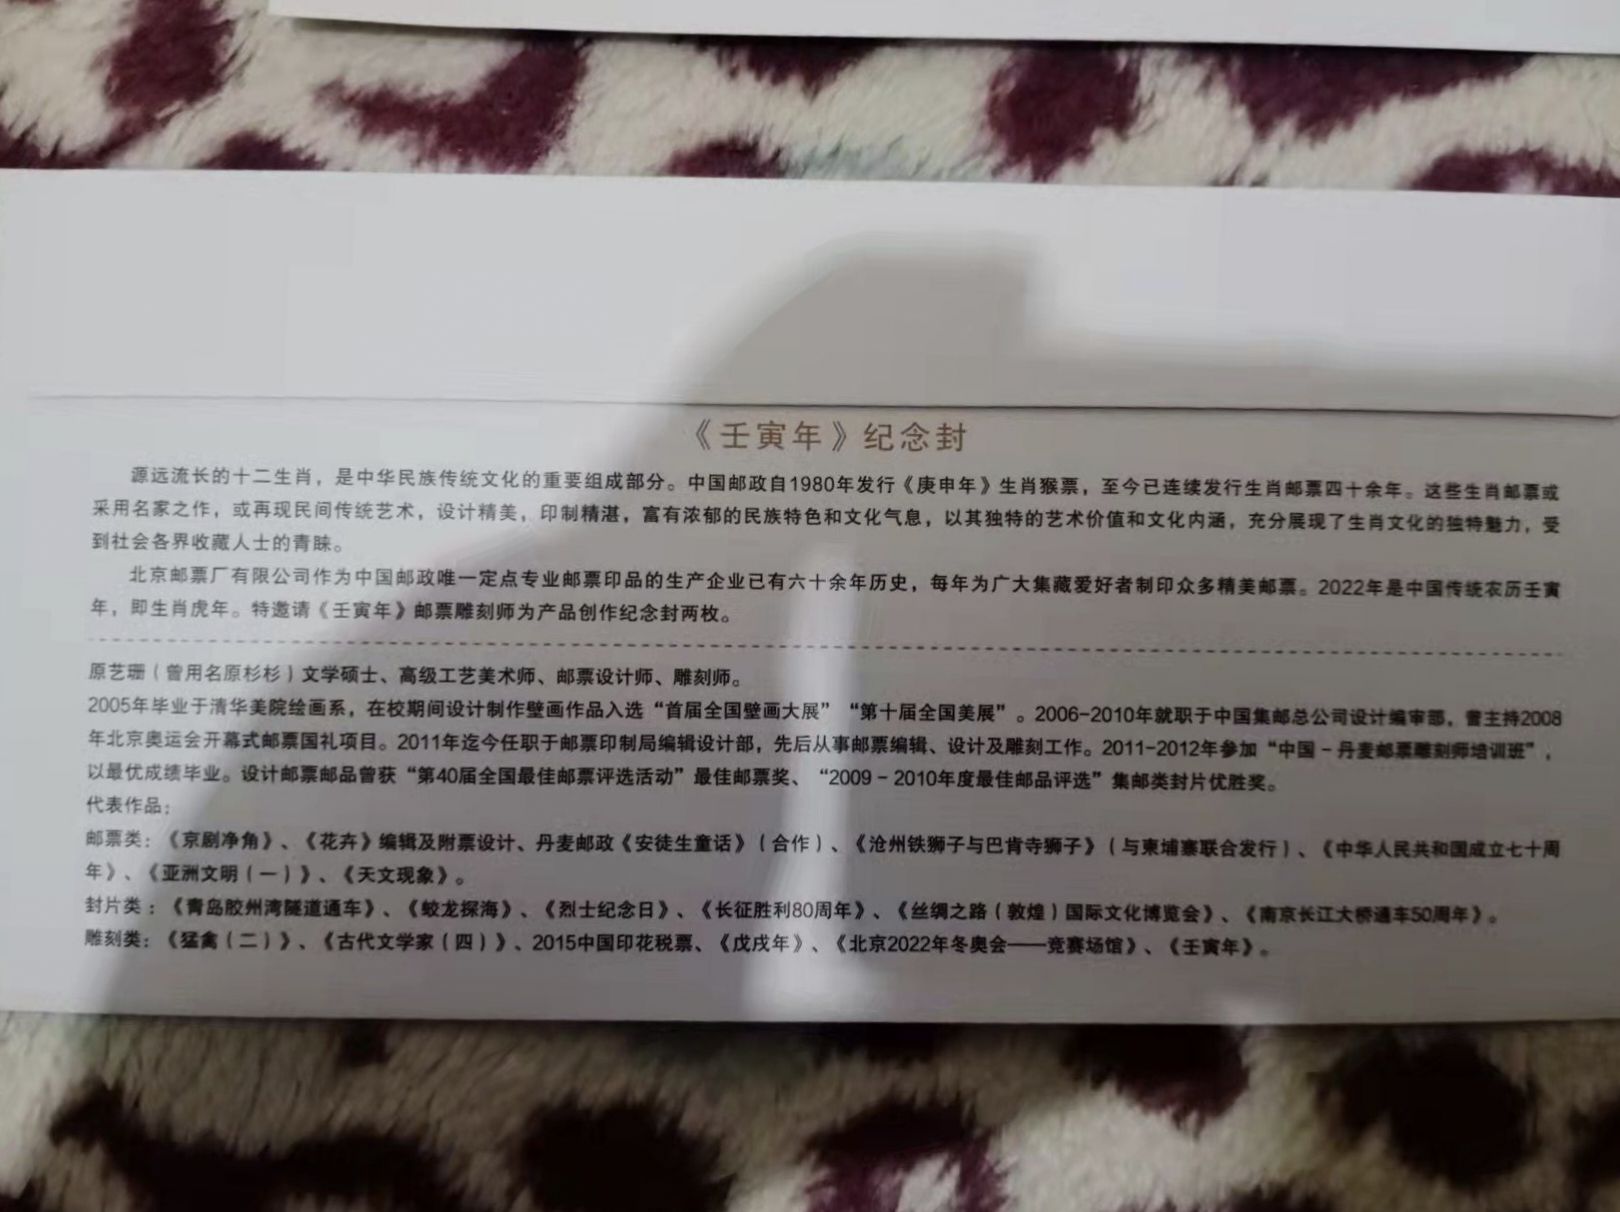 《壬寅年》纪念封
源远流长的十二生肖，是中华民族传统文化的重要组成部分。中国邮政自1980年发行《庚申年》生肖猴票，至今已连续发行生肖邮票四十余年。这些生肖邮票或
采用名家之作，或再现民间传统艺术，设计精美，印制精湛，富有浓郁的民族特色和文化气息，以其独特的艺术价值和文化内涵，充分展现了生肖文化的独特魅力，受
到社会各界收藏人士的青睐。
北京邮票厂有限公司作为中国邮政唯一定点专业邮票印品的生产企业已有六十余年历史，每年为广大集藏爱好者制印众多精美邮票。2022年是中国传统农历壬寅
年，即生肖虎年。特邀请《壬寅年》邮票雕刻师为产品创作纪念封两枚。
原艺珊（曾用名原杉杉）文学硕士、高级工艺美术师、邮票设计师、雕刻师。
2005年毕业于清华美院绘画系，在校期间设计制作壁画作品入选“首届全国壁画大展”“第十届全国美展”。2006-2010年就职于中国集邮总公司设计编审部，曾主持2008
年北京奥运会开幕式邮票国礼项目。2011年迄今任职于邮票印制局编辑设计部，先后从事邮票编辑、设计及雕刻工作。2011-2012年参加“中国－丹麦邮票雕刻师培训班”，
以最优成绩毕业。设计邮票邮品曾获“第40届全国最佳邮票评选活动”最佳邮票奖、“2009－2010年度最佳邮品评选”集邮类封片优胜奖。
代表作品：
邮票类：《京剧净角》、《花卉》编辑及附票设计、丹麦邮政《安徒生童话》（合作）、《沧州铁狮子与巴肯寺狮子》（与柬埔寨联合发行）、《中华人民共和国成立七十周
年》、《亚洲文明（一）》、《天文现象》。
封片类：《青岛胶州湾隧道通车》、《蛟龙探海》、《烈士纪念日》、《长征胜利80周年》、《丝绸之路（敦煌）国际文化博览会》、《南京长江大桥通车50周年》。
雕刻类：《猛禽（二）》、《古代文学家（四）》、2015中国印花税票、《戊戌年》、《北京2022年冬奥会——竞赛场馆》、《壬寅年》。